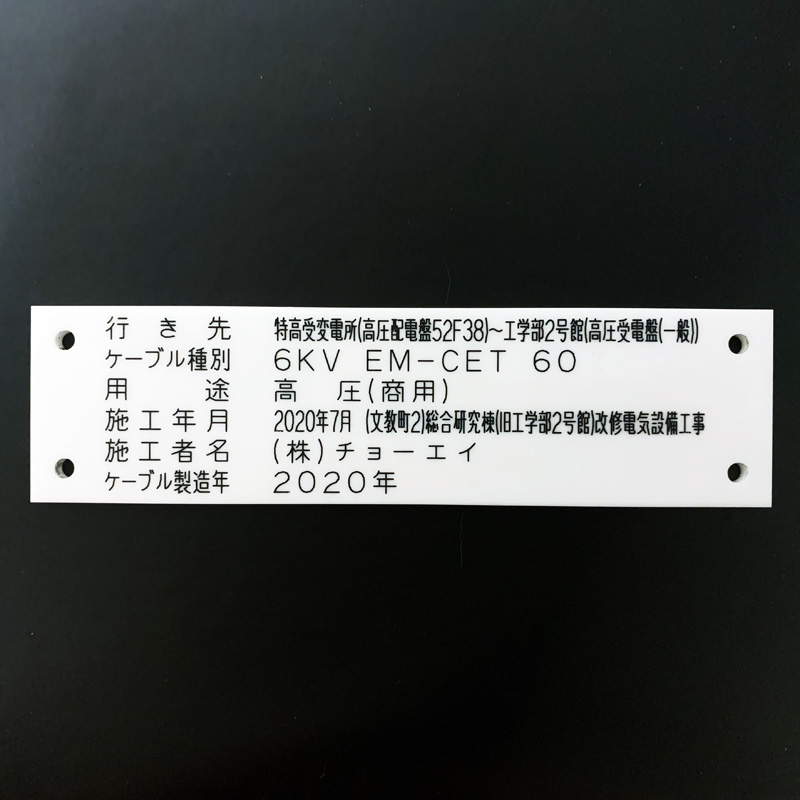 行き先 特高受変電所(高圧配電盤52F38)～工学部2号館(高圧受電盤(一般))
ケーブル種別 6KV EM-CET 60
用途 高圧(商用)
施工年月 2020年7月 (文教町2)総合研究棟(旧工学部2号館)改修電気設備工事
施工者名 (株)チョーエイ
ケーブル製造年 2020年